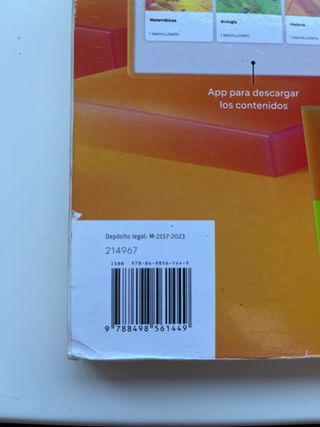 Matemáticas
1 BACHILLERATO
Biología
1 BACHILLERATO
Historia
1 BACHILLERATO
App para descargar
los contenidos
Depósito legal: M-2157-2023
214967
ISBN 978-84-9856-144-9
9 788498 561449